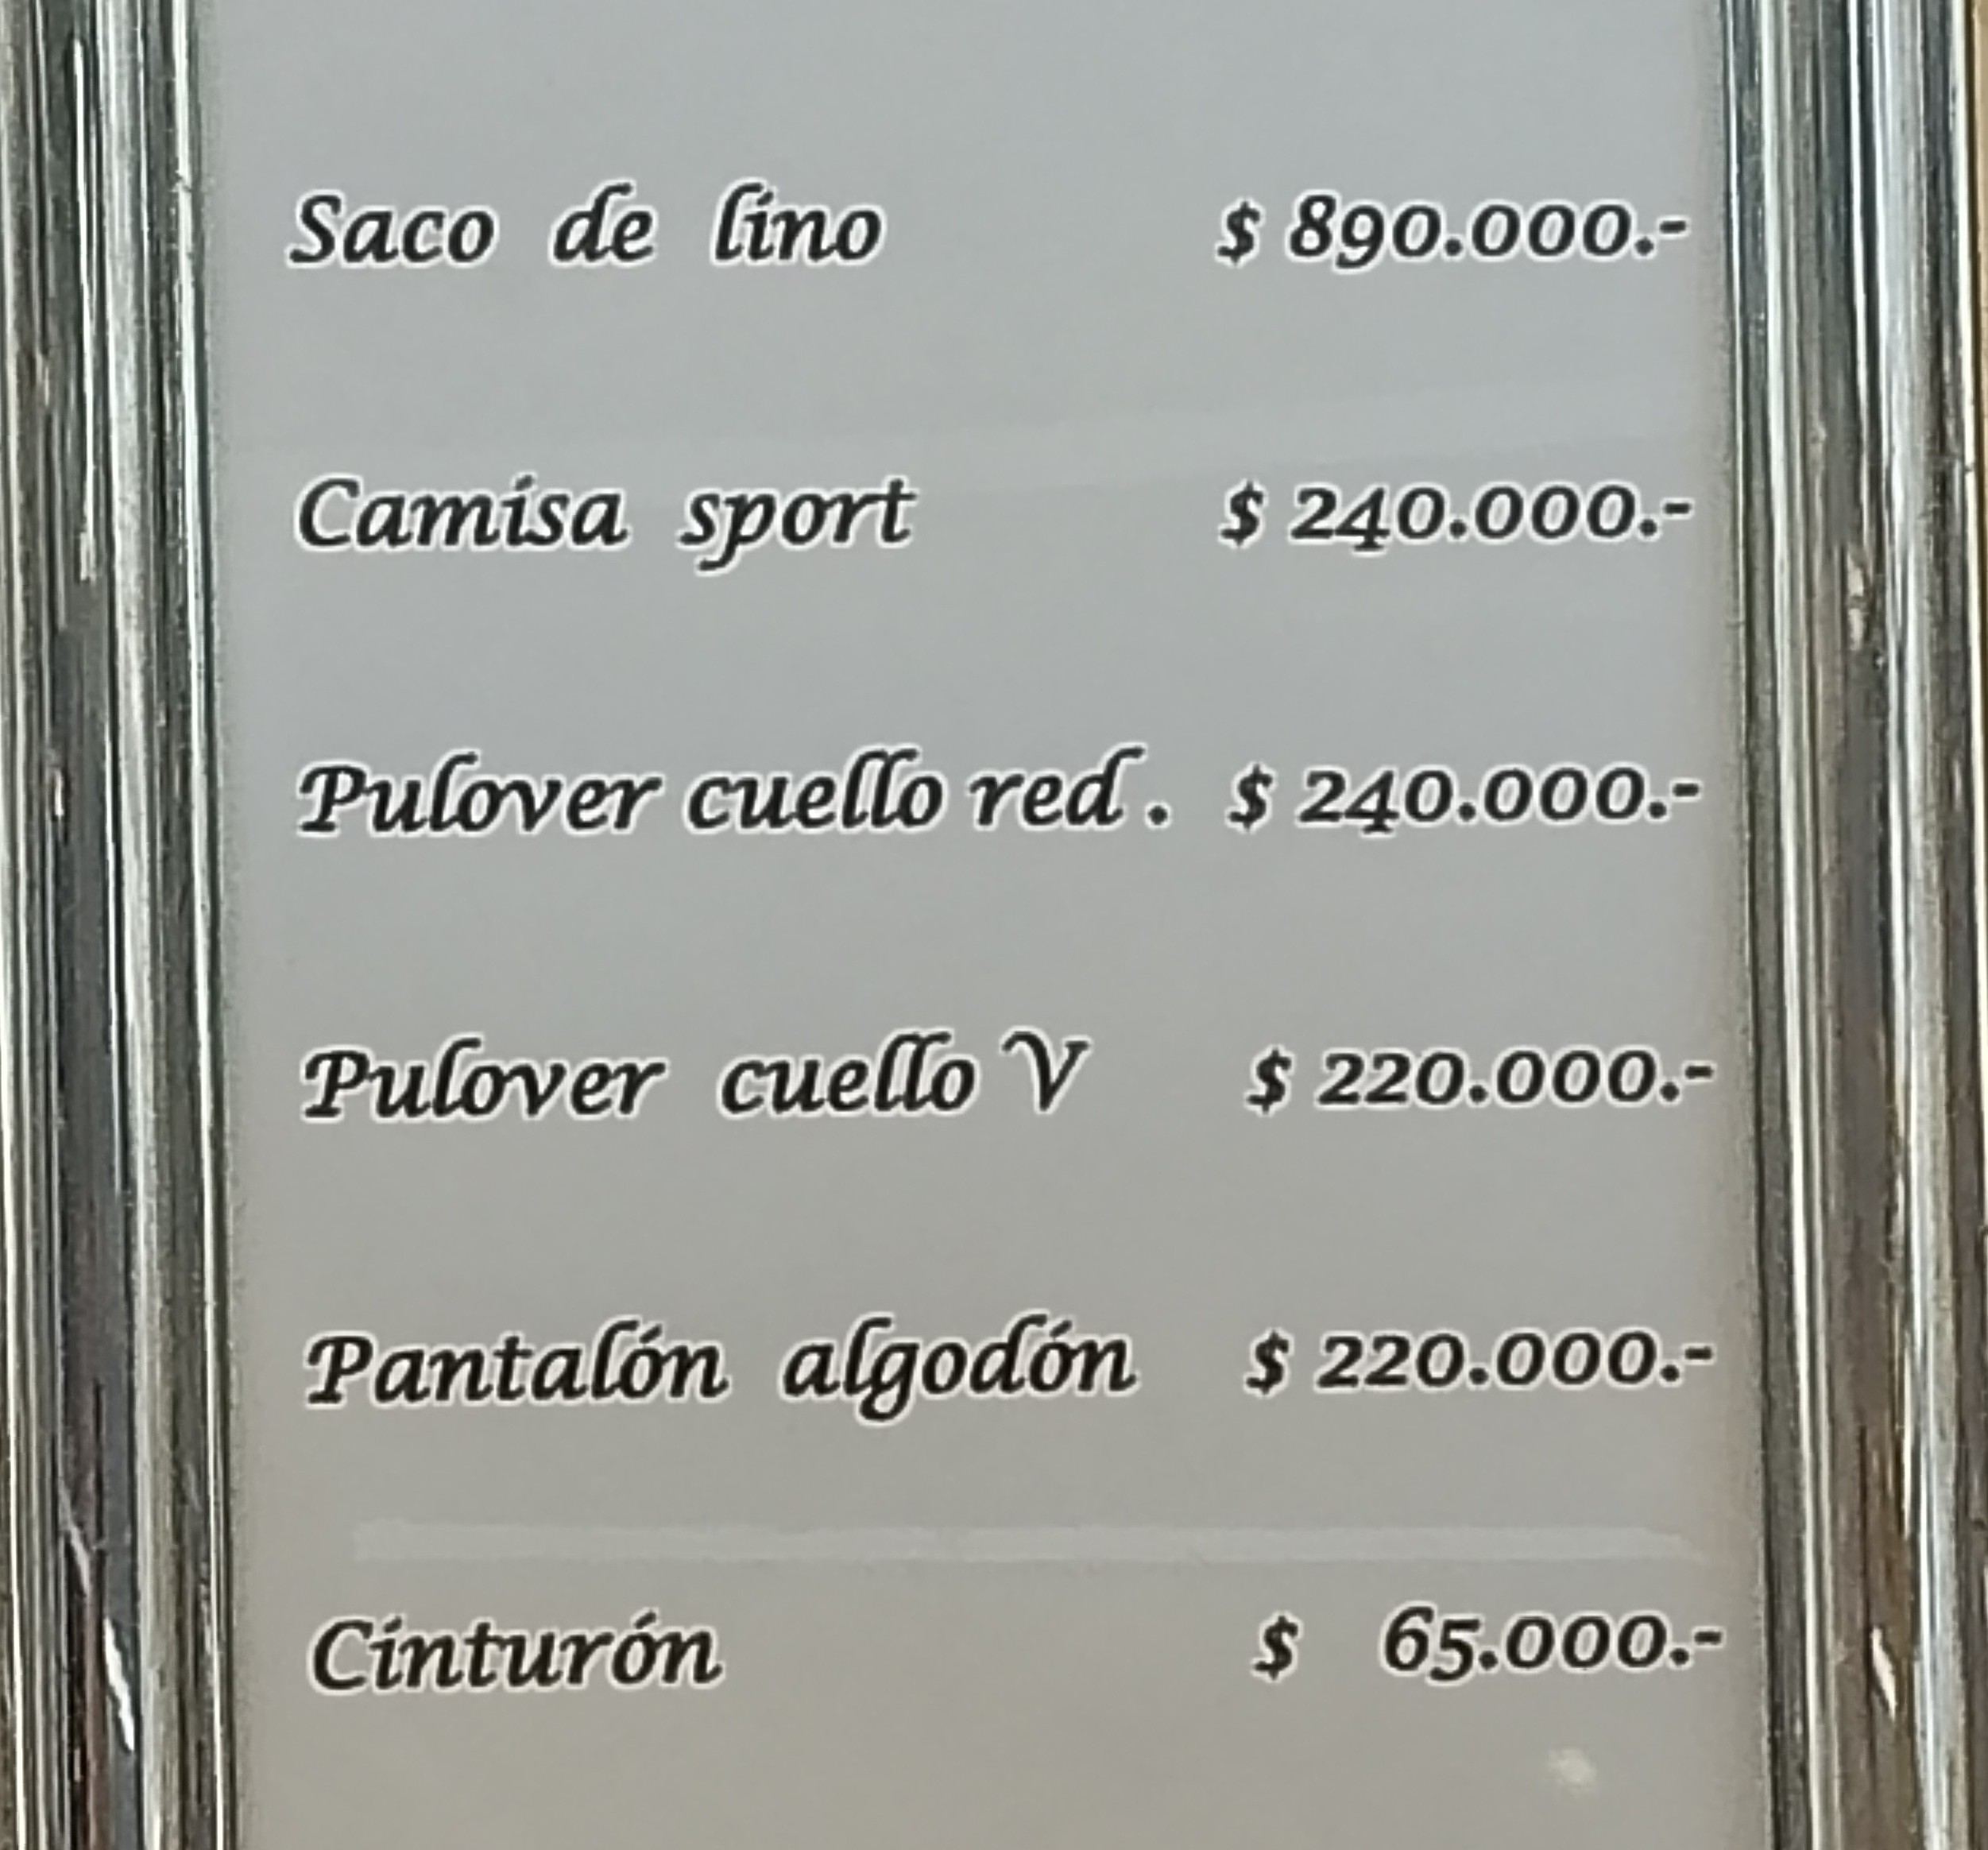 Saco de lino $ 890.000.-
Camisa sport $ 240.000.-
Pulover cuello red. $ 240.000.-
Pulover cuello V $ 220.000.-
Pantalón algodón $ 220.000.-
Cinturón $ 65.000.-